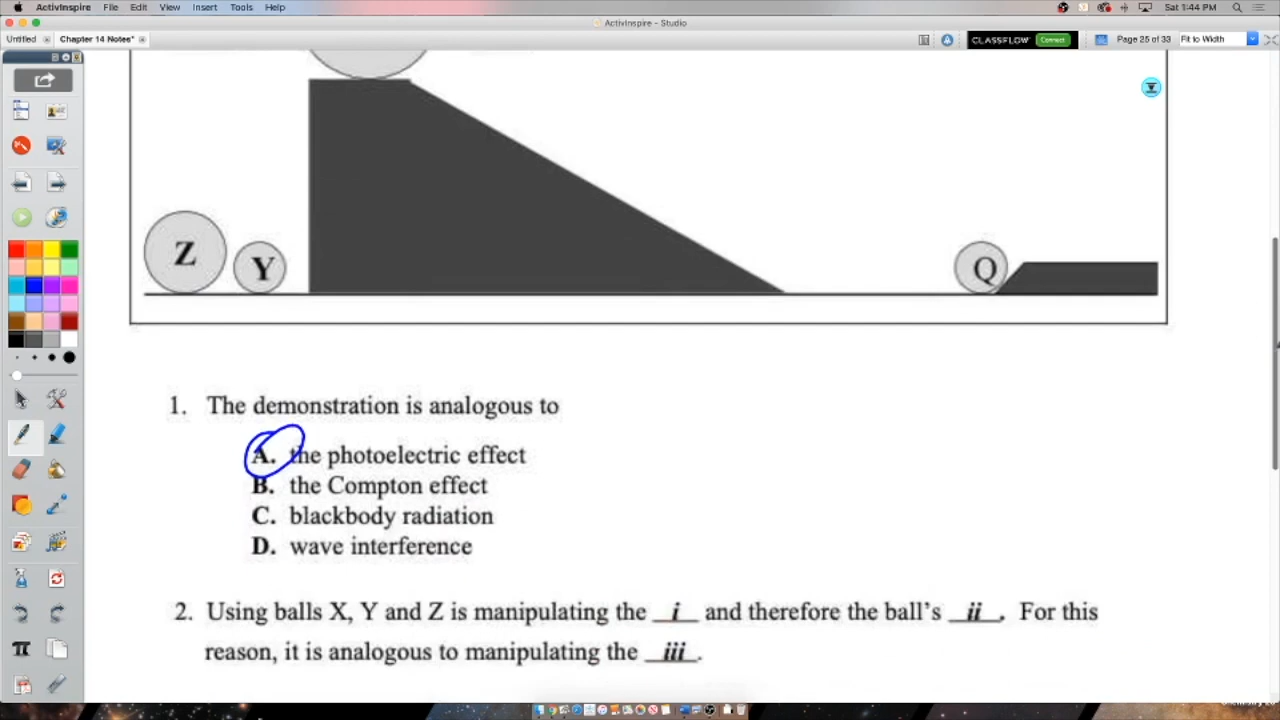 ActivInspire File Edit View Insert Tools Help Sat 1:44 PM
ActivInspire - Studio
Untitled Chapter 14 Notes* CLASSFLOW Connect Page 25 of 33 Fit to Width
Z Y Q
1. The demonstration is analogous to
A. the photoelectric effect
B. the Compton effect
C. blackbody radiation
D. wave interference
2. Using balls X, Y and Z is manipulating the __i__ and therefore the ball's __ii__. For this
reason, it is analogous to manipulating the __iii__.